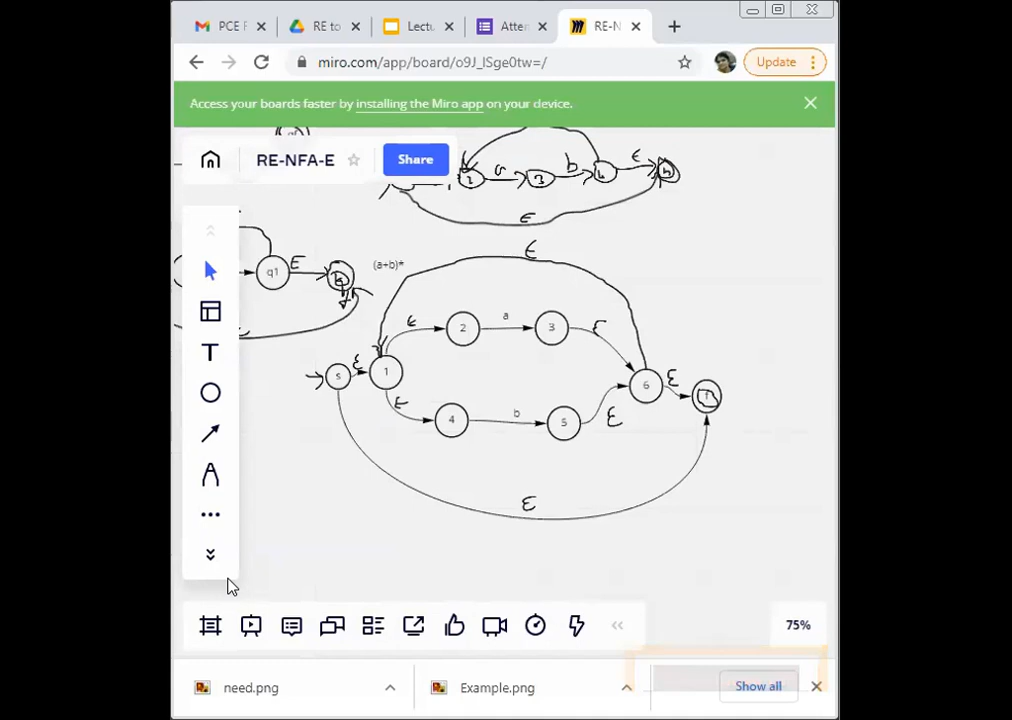 PCE F
RE to
Lectu
Atten
RE-N
miro.com/app/board/o9J_lSge0tw=/
Update
Access your boards faster by installing the Miro app on your device.
RE-NFA-E
Share
2 a 3 b 4 ε
ε
q1 ε
(a+b)*
ε
ε 2 a 3 ε
s ε 1
6 ε f
ε 4 b 5 ε
ε
75%
need.png
Example.png
Show all